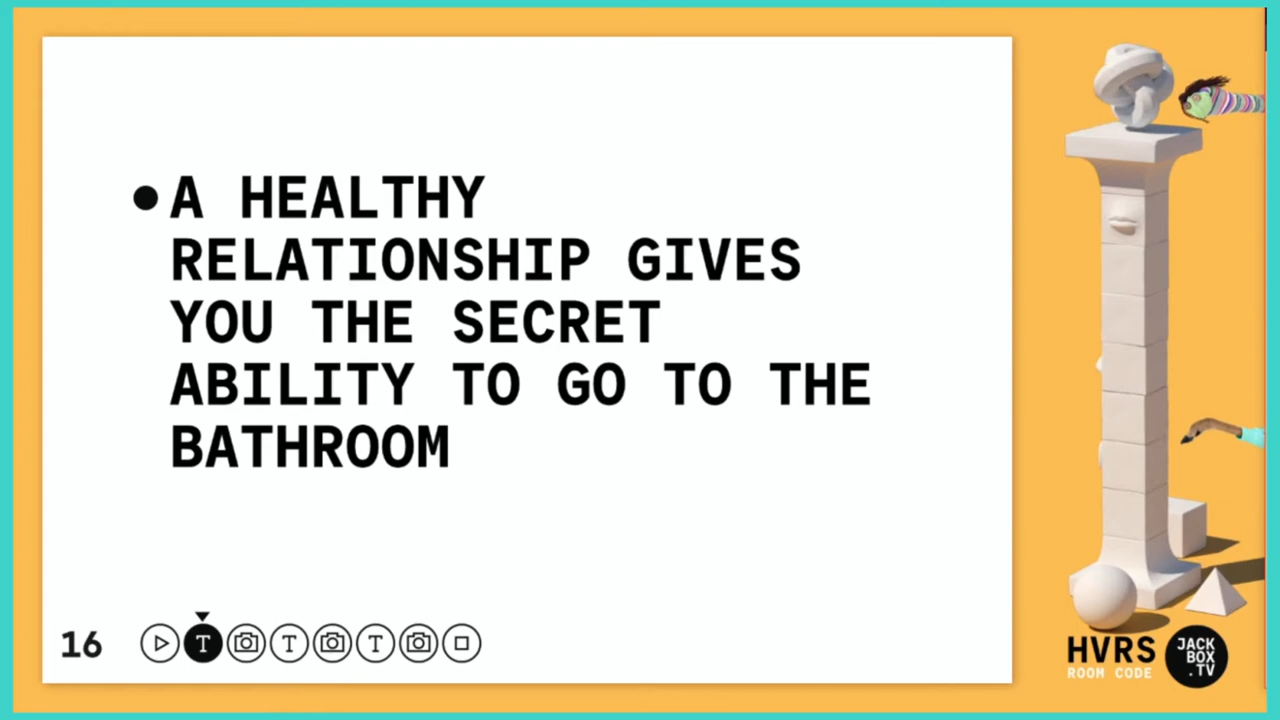 A HEALTHY
RELATIONSHIP GIVES
YOU THE SECRET
ABILITY TO GO TO THE
BATHROOM
16
T T T
HVRS
ROOM CODE
JACK
BOX
.TV